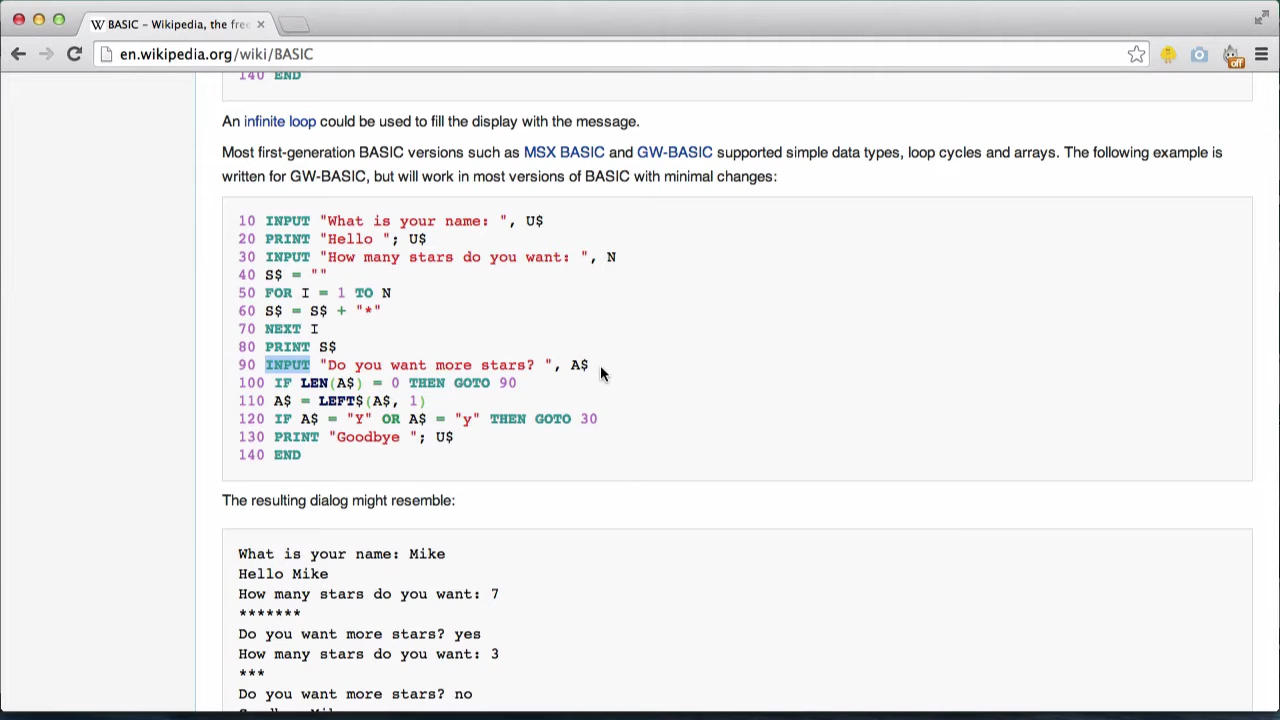 W BASIC – Wikipedia, the free
en.wikipedia.org/wiki/BASIC
off
140 END
An infinite loop could be used to fill the display with the message.
Most first-generation BASIC versions such as MSX BASIC and GW-BASIC supported simple data types, loop cycles and arrays. The following example is
written for GW-BASIC, but will work in most versions of BASIC with minimal changes:
10 INPUT "What is your name: ", U$
20 PRINT "Hello "; U$
30 INPUT "How many stars do you want: ", N
40 S$ = ""
50 FOR I = 1 TO N
60 S$ = S$ + "*"
70 NEXT I
80 PRINT S$
90 INPUT "Do you want more stars? ", A$
100 IF LEN(A$) = 0 THEN GOTO 90
110 A$ = LEFT$(A$, 1)
120 IF A$ = "Y" OR A$ = "y" THEN GOTO 30
130 PRINT "Goodbye "; U$
140 END
The resulting dialog might resemble:
What is your name: Mike
Hello Mike
How many stars do you want: 7
*******
Do you want more stars? yes
How many stars do you want: 3
***
Do you want more stars? no